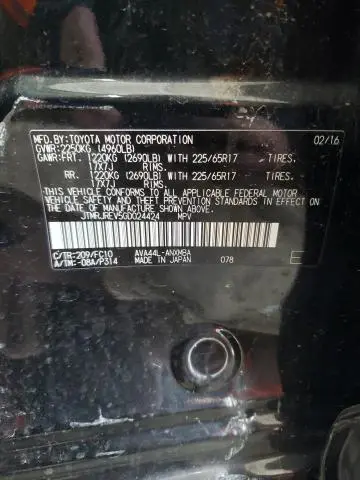 MFD.BY:TOYOTA MOTOR CORPORATION 02/16
GVWR:2250KG (4960LB)
GAWR:FRT. 1220KG (2690LB) WITH 225/65R17 TIRES,
17X7J RIMS.
RR. 1220KG (2690LB) WITH 225/65R17 TIRES,
17X7J RIMS.
THIS VEHICLE CONFORMS TO ALL APPLICABLE FEDERAL MOTOR
VEHICLE SAFETY, BUMPER, AND THEFT PREVENTION STANDARDS IN
EFFECT ON THE DATE OF MANUFACTURE SHOWN ABOVE.
JTMRJREV5GD024424 MPV
C/TR:209/FC10 AVA44L-ANXMBA
A/TM:-08A/P314 MADE IN JAPAN 078 E